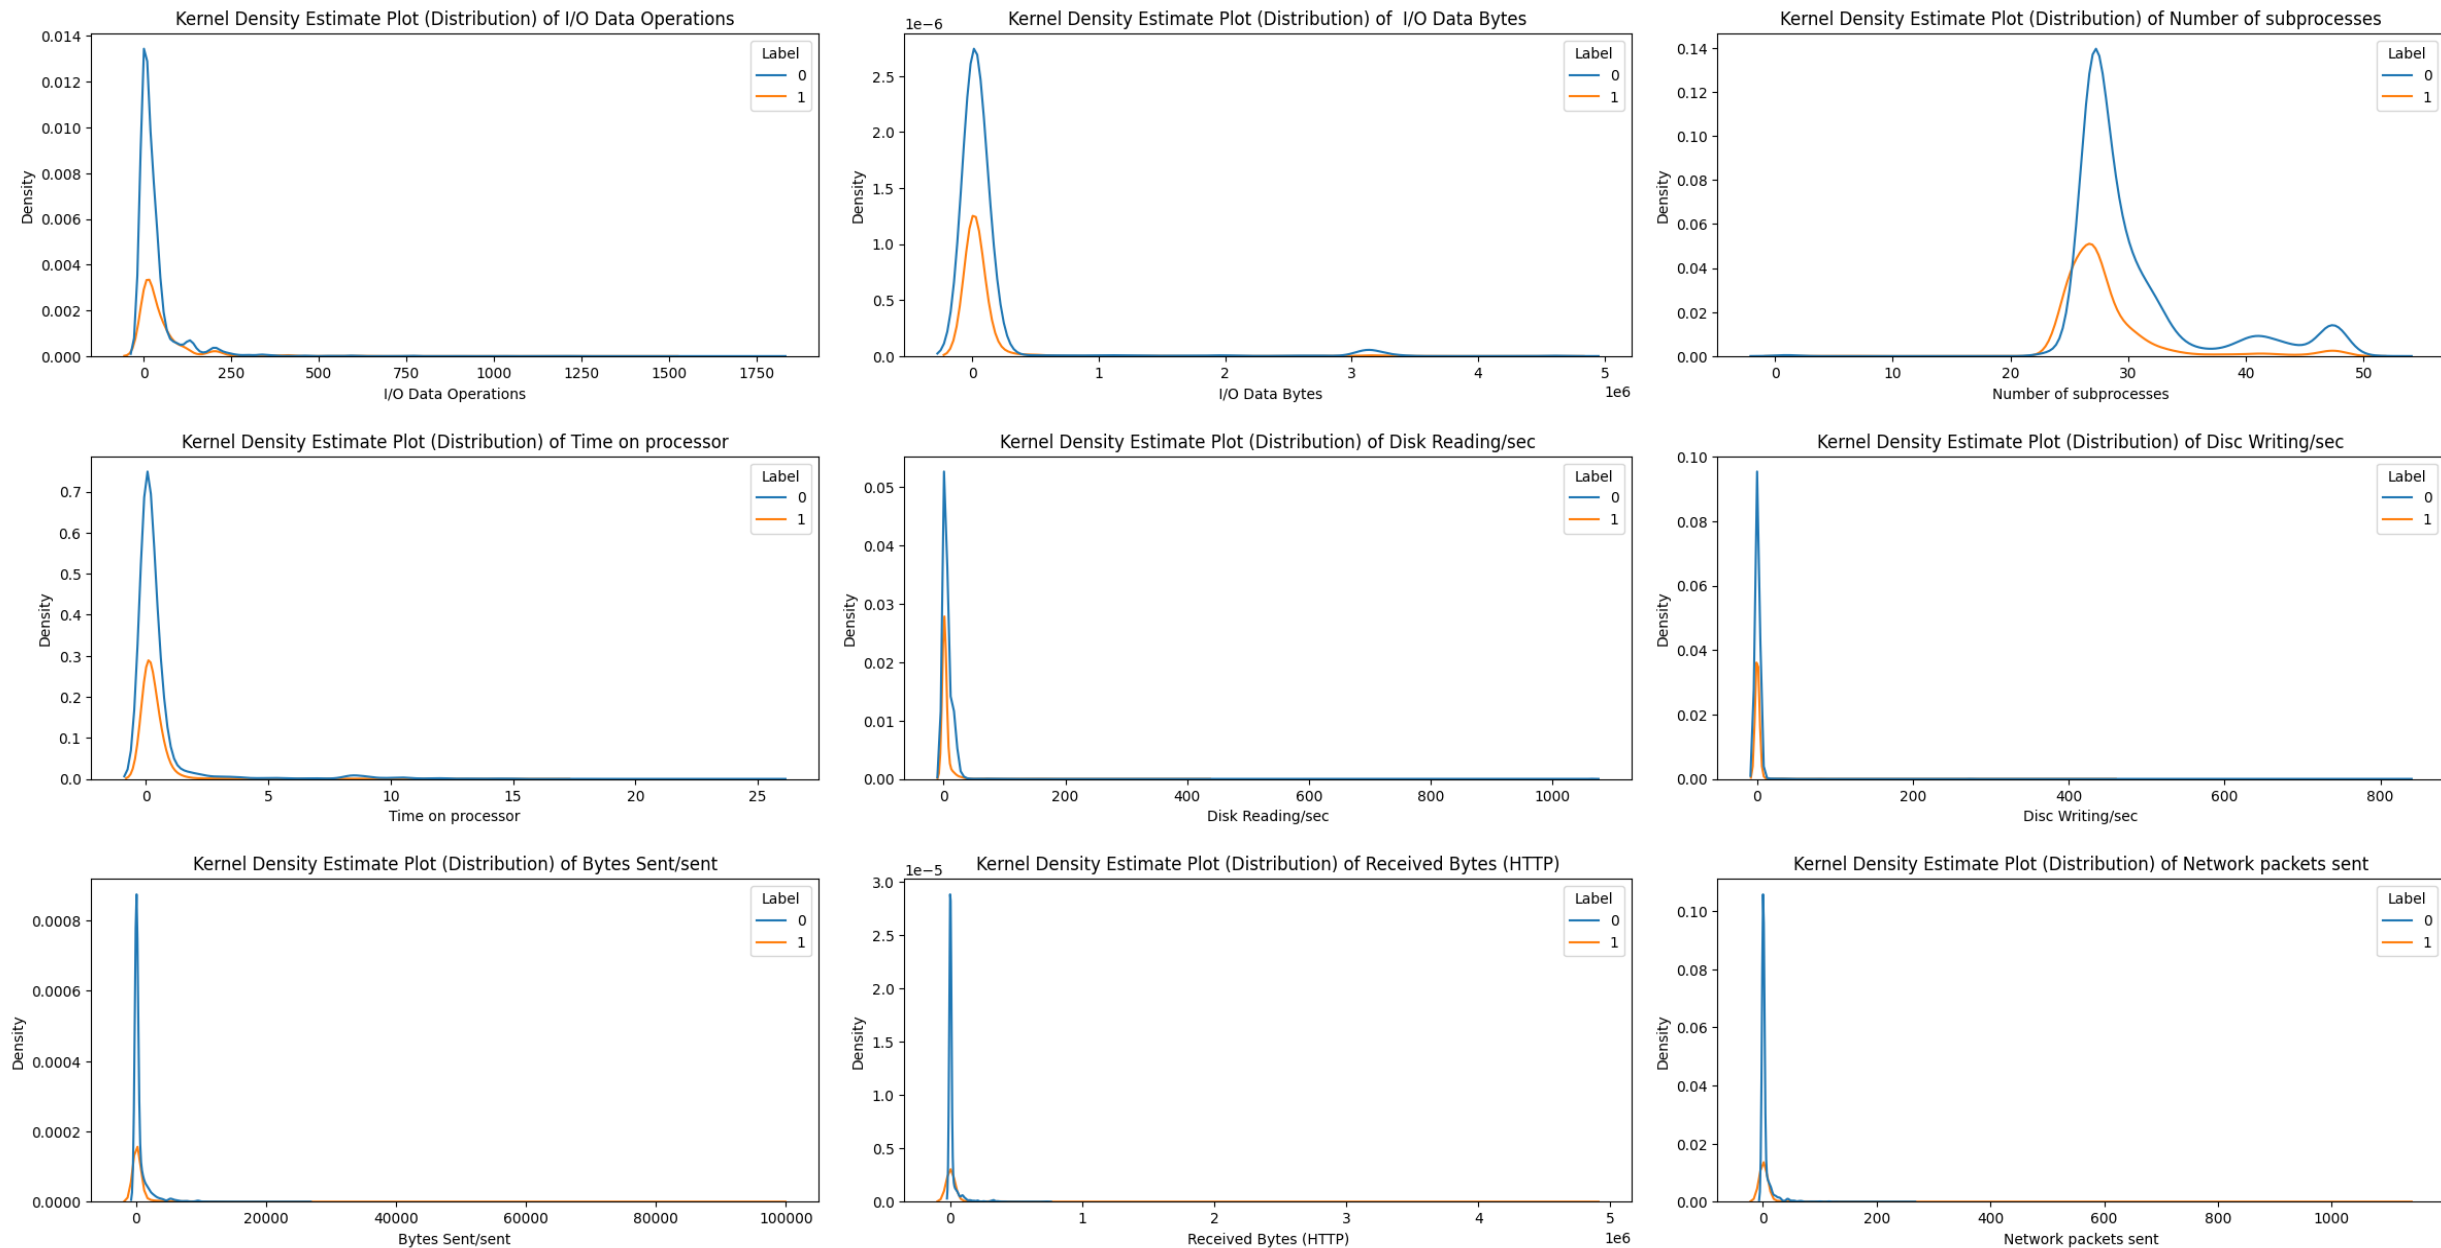 Kernel Density Estimate Plot (Distribution) of I/O Data Operations
0.014
0.012
0.010
0.008
0.006
0.004
0.002
0.000
Density
Label
0
1
0 250 500 750 1000 1250 1500 1750
I/O Data Operations
Kernel Density Estimate Plot (Distribution) of  I/O Data Bytes
1e−6
2.5
2.0
1.5
1.0
0.5
0.0
Density
Label
0
1
0 1 2 3 4 5
1e6
I/O Data Bytes
Kernel Density Estimate Plot (Distribution) of Number of subprocesses
0.14
0.12
0.10
0.08
0.06
0.04
0.02
0.00
Density
Label
0
1
0 10 20 30 40 50
Number of subprocesses
Kernel Density Estimate Plot (Distribution) of Time on processor
0.7
0.6
0.5
0.4
0.3
0.2
0.1
0.0
Density
Label
0
1
0 5 10 15 20 25
Time on processor
Kernel Density Estimate Plot (Distribution) of Disk Reading/sec
0.05
0.04
0.03
0.02
0.01
0.00
Density
Label
0
1
0 200 400 600 800 1000
Disk Reading/sec
Kernel Density Estimate Plot (Distribution) of Disc Writing/sec
0.10
0.08
0.06
0.04
0.02
0.00
Density
Label
0
1
0 200 400 600 800
Disc Writing/sec
Kernel Density Estimate Plot (Distribution) of Bytes Sent/sent
0.0008
0.0006
0.0004
0.0002
0.0000
Density
Label
0
1
0 20000 40000 60000 80000 100000
Bytes Sent/sent
Kernel Density Estimate Plot (Distribution) of Received Bytes (HTTP)
1e−5
3.0
2.5
2.0
1.5
1.0
0.5
0.0
Density
Label
0
1
0 1 2 3 4 5
1e6
Received Bytes (HTTP)
Kernel Density Estimate Plot (Distribution) of Network packets sent
0.10
0.08
0.06
0.04
0.02
0.00
Density
Label
0
1
0 200 400 600 800 1000
Network packets sent